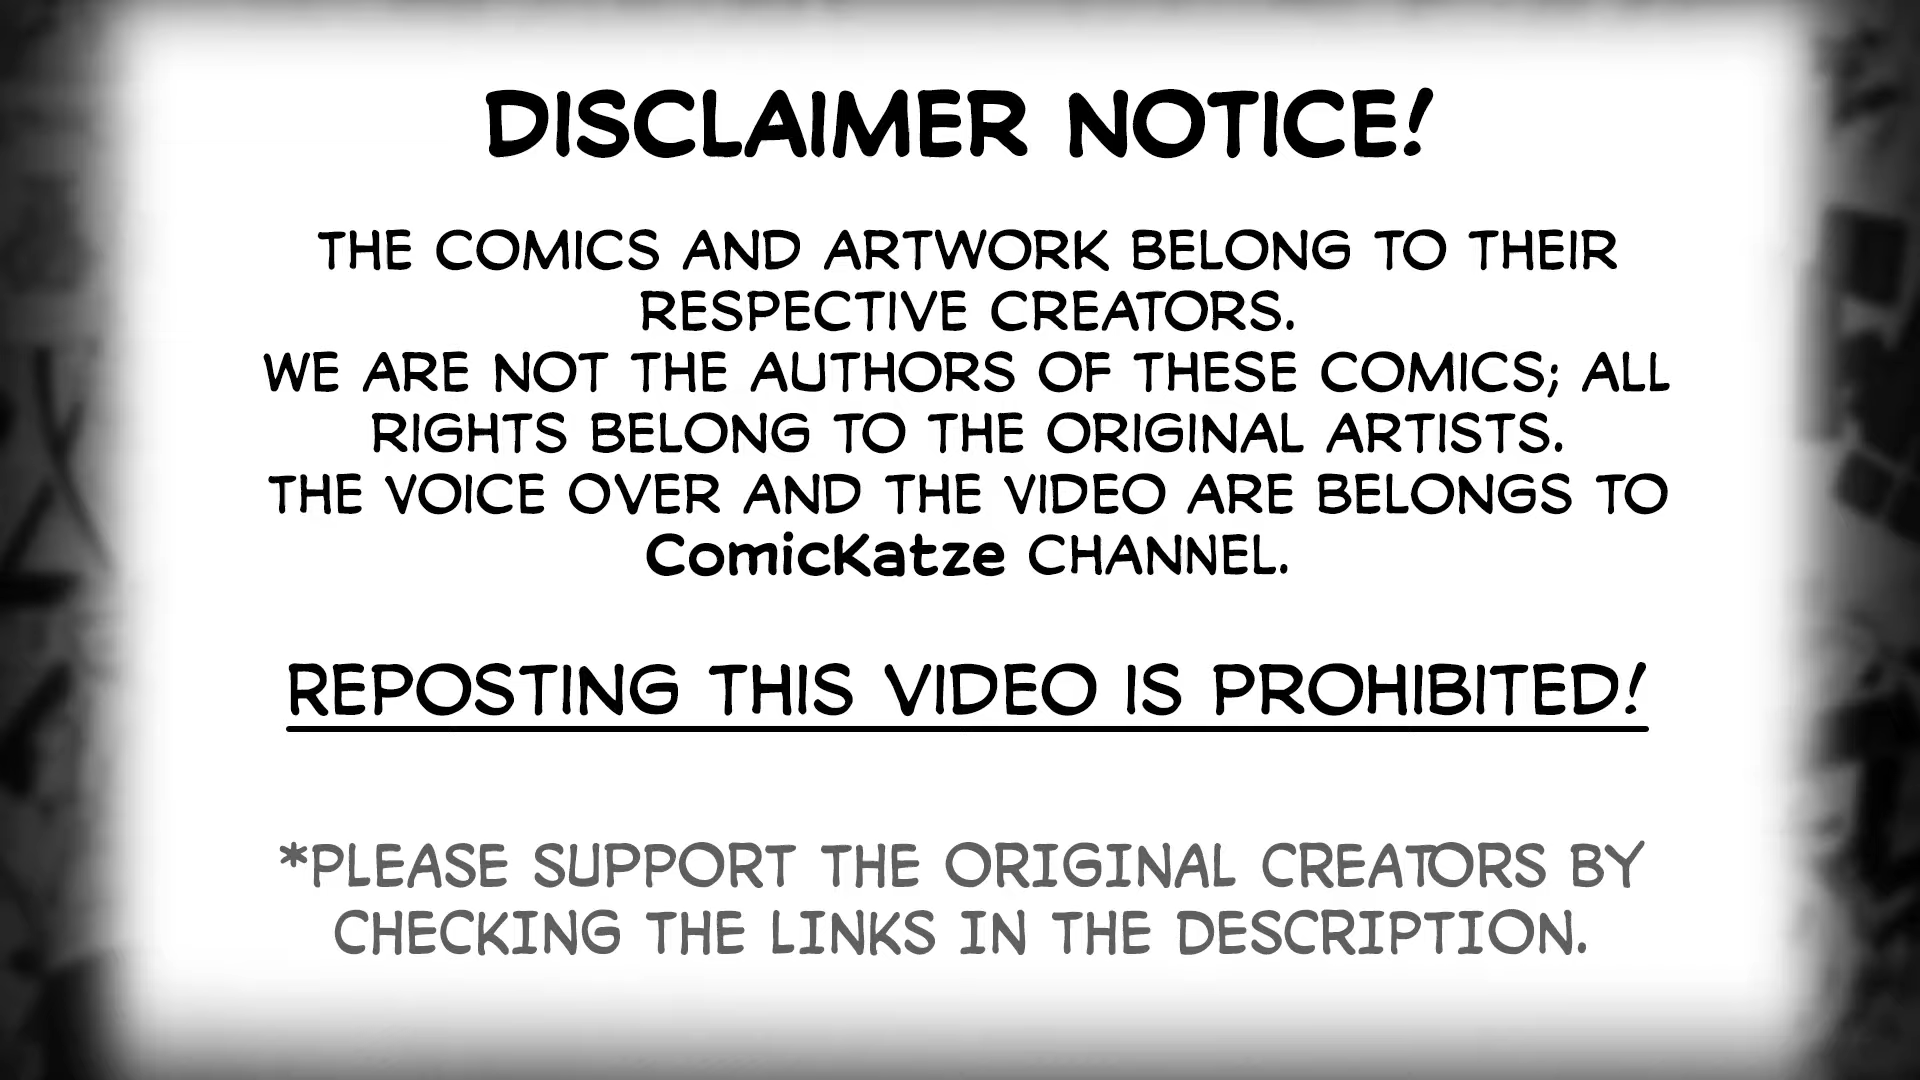 DISCLAIMER NOTICE!
THE COMICS AND ARTWORK BELONG TO THEIR
RESPECTIVE CREATORS.
WE ARE NOT THE AUTHORS OF THESE COMICS; ALL
RIGHTS BELONG TO THE ORIGINAL ARTISTS.
THE VOICE OVER AND THE VIDEO ARE BELONGS TO
ComicKatze CHANNEL.
REPOSTING THIS VIDEO IS PROHIBITED!
*PLEASE SUPPORT THE ORIGINAL CREATORS BY
CHECKING THE LINKS IN THE DESCRIPTION.